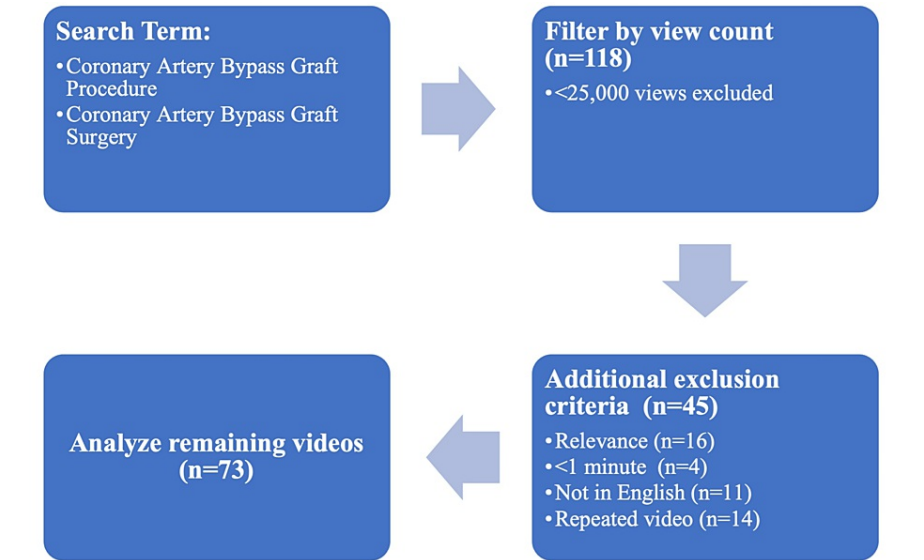 Search Term:
•Coronary Artery Bypass Graft
Procedure
•Coronary Artery Bypass Graft
Surgery
Filter by view count
(n=118)
•<25,000 views excluded
Additional exclusion
criteria (n=45)
•Relevance (n=16)
•<1 minute (n=4)
•Not in English (n=11)
•Repeated video (n=14)
Analyze remaining videos
(n=73)